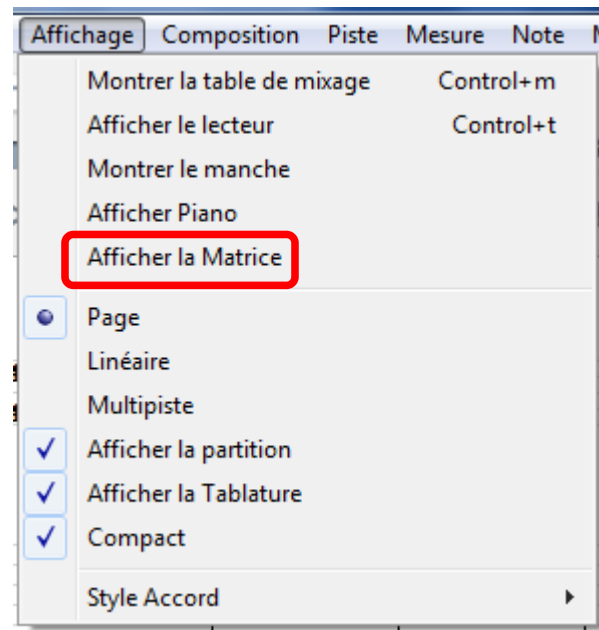 Affichage Composition Piste Mesure Note
Montrer la table de mixage Control+m
Afficher le lecteur Control+t
Montrer le manche
Afficher Piano
Afficher la Matrice
Page
Linéaire
Multipiste
Afficher la partition
Afficher la Tablature
Compact
Style Accord